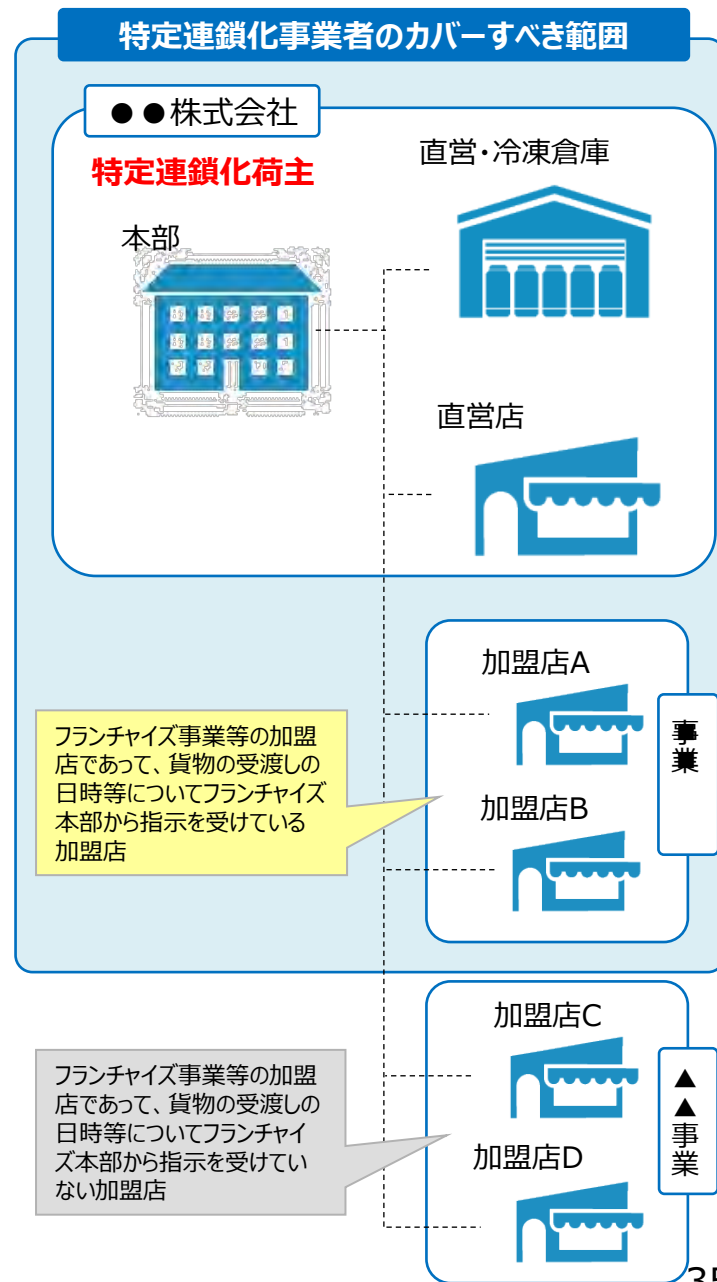 特定連鎖化事業者のカバーすべき範囲
●●株式会社
特定連鎖化荷主
直営・冷凍倉庫
本部
直営店
加盟店A
事業
加盟店B
フランチャイズ事業等の加盟
店であって、貨物の受渡しの
日時等についてフランチャイズ
本部から指示を受けている
加盟店
加盟店C
▲▲事業
加盟店D
フランチャイズ事業等の加盟
店であって、貨物の受渡しの
日時等についてフランチャイ
ズ本部から指示を受けてい
ない加盟店